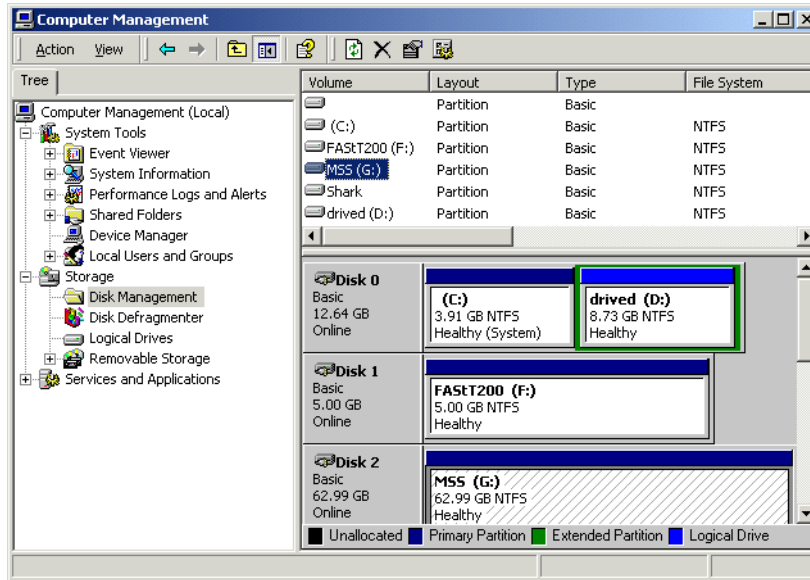 Computer Management
Action View
Tree
Computer Management (Local)
System Tools
Event Viewer
System Information
Performance Logs and Alerts
Shared Folders
Device Manager
Local Users and Groups
Storage
Disk Management
Disk Defragmenter
Logical Drives
Removable Storage
Services and Applications
Volume Layout Type File System
Partition Basic
(C:) Partition Basic NTFS
FAStT200 (F:) Partition Basic NTFS
MSS (G:) Partition Basic NTFS
Shark Partition Basic NTFS
drived (D:) Partition Basic NTFS
Disk 0
Basic
12.64 GB
Online
(C:)
3.91 GB NTFS
Healthy (System)
drived (D:)
8.73 GB NTFS
Healthy
Disk 1
Basic
5.00 GB
Online
FAStT200 (F:)
5.00 GB NTFS
Healthy
Disk 2
Basic
62.99 GB
Online
MSS (G:)
62.99 GB NTFS
Healthy
Unallocated Primary Partition Extended Partition Logical Drive